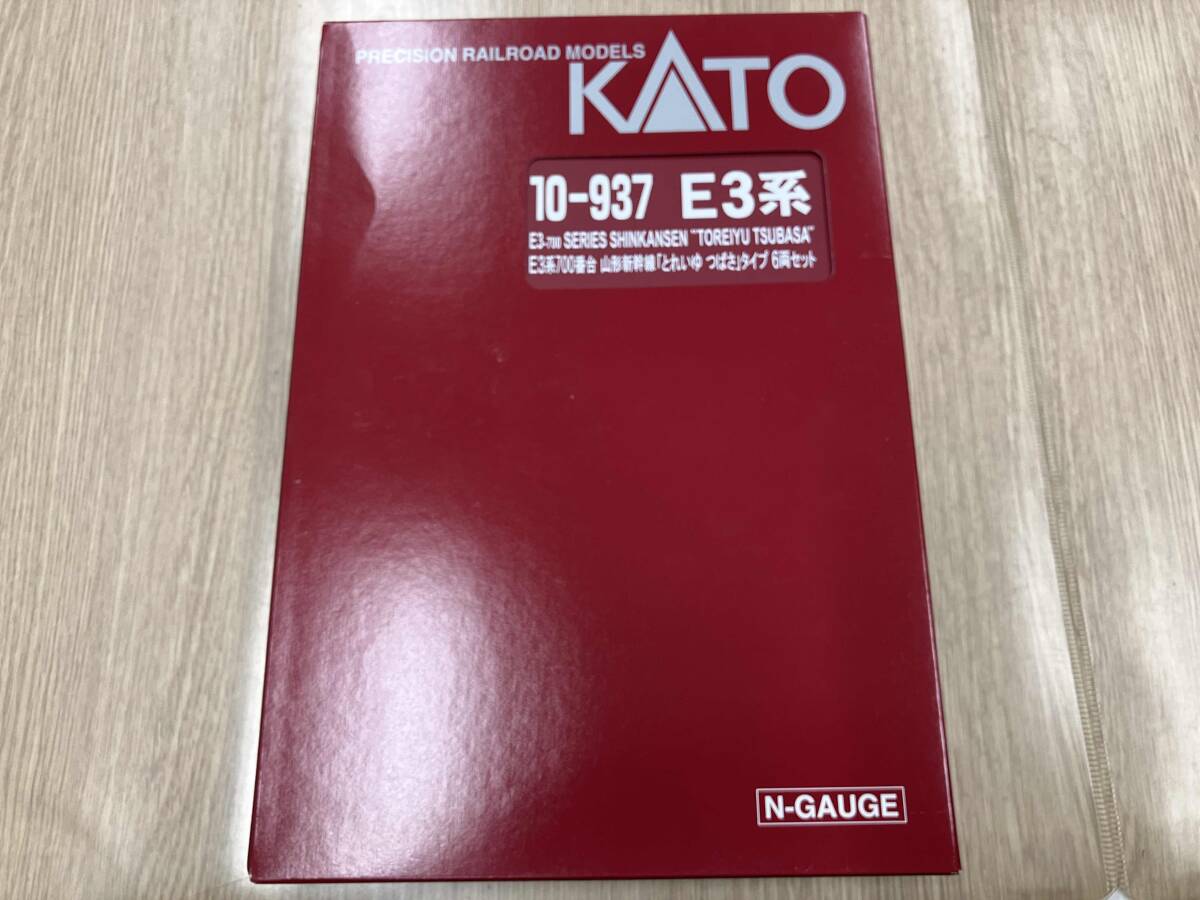 PRECISION RAILROAD MODELS
KATO
10-937 E3系
E3-700 SERIES SHINKANSEN "TOREIYU TSUBASA"
E3系700番台 山形新幹線「とれいゆ つばさ」タイプ 6両セット
N-GAUGE